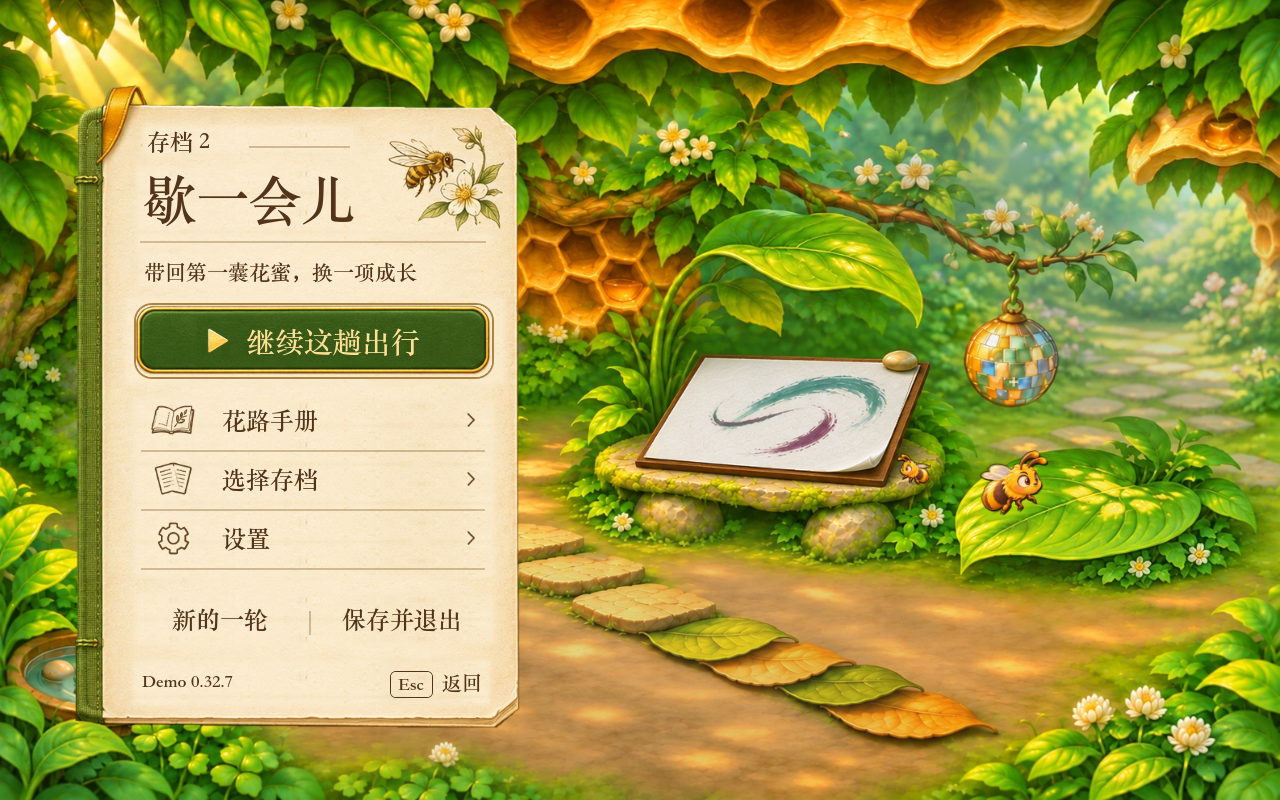 存档 2
歇一会儿
带回第一囊花蜜，换一项成长
继续这趟出行
花路手册
选择存档
设置
新的一轮 | 保存并退出
Demo 0.32.7
Esc 返回